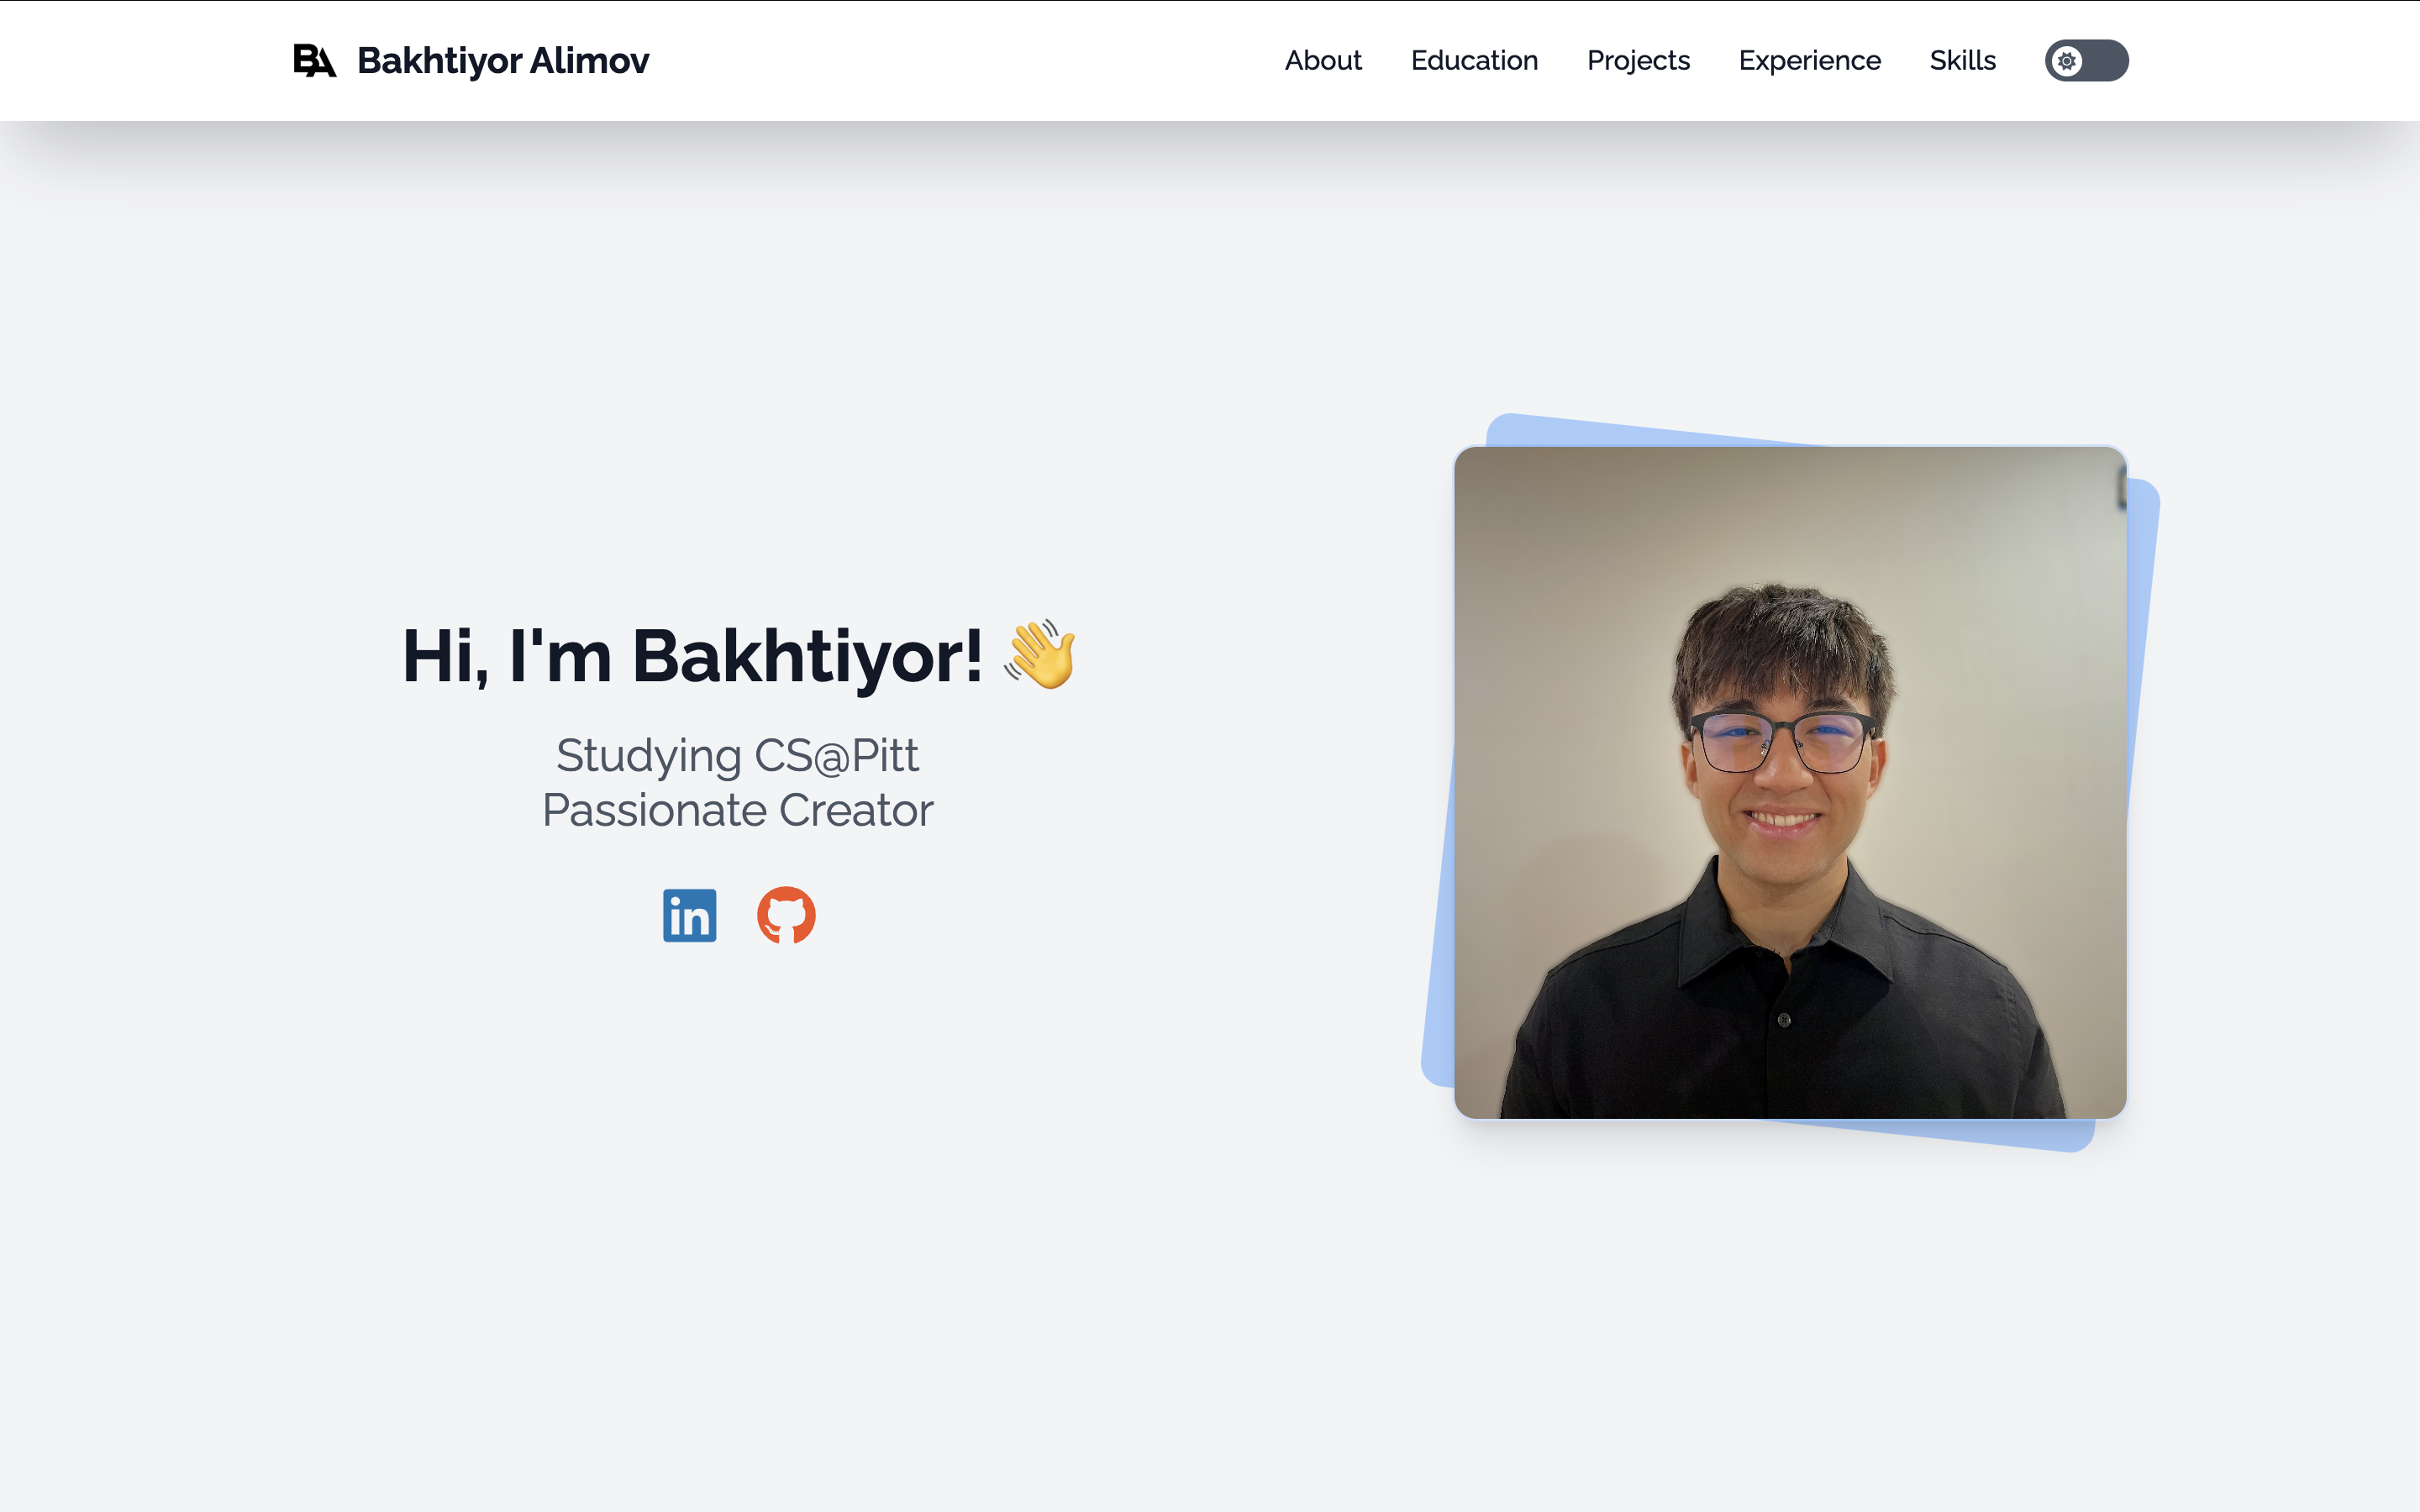 BA Bakhtiyor Alimov
About Education Projects Experience Skills
Hi, I'm Bakhtiyor! 👋
Studying CS@Pitt
Passionate Creator
in